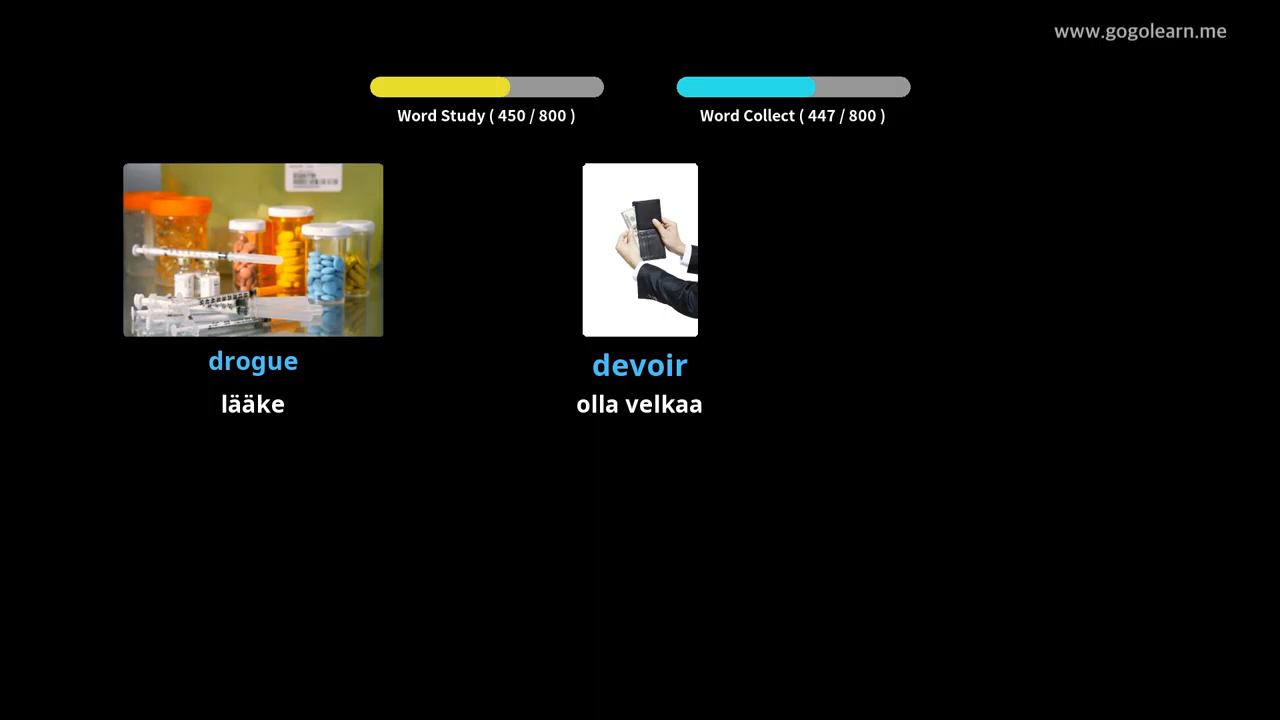 www.gogolearn.me
Word Study ( 450 / 800 )
Word Collect ( 447 / 800 )
drogue
lääke
devoir
olla velkaa